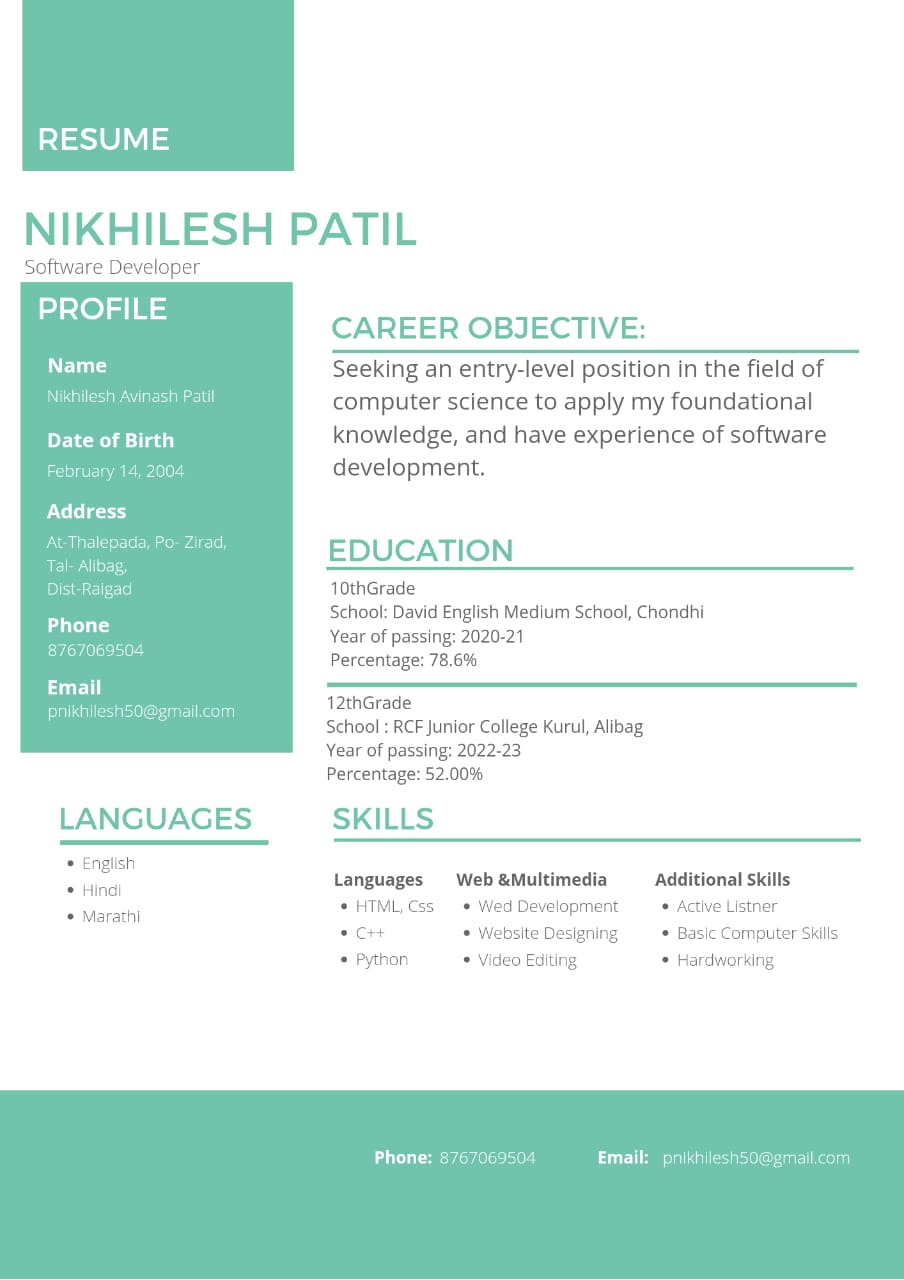 RESUME
NIKHILESH PATIL
Software Developer
PROFILE
Name
Nikhilesh Avinash Patil
Date of Birth
February 14, 2004
Address
At-Thalepada, Po- Zirad,
Tal- Alibag,
Dist-Raigad
Phone
8767069504
Email
pnikhilesh50@gmail.com
LANGUAGES
• English
• Hindi
• Marathi
CAREER OBJECTIVE:
Seeking an entry-level position in the field of
computer science to apply my foundational
knowledge, and have experience of software
development.
EDUCATION
10thGrade
School: David English Medium School, Chondhi
Year of passing: 2020-21
Percentage: 78.6%
12thGrade
School : RCF Junior College Kurul, Alibag
Year of passing: 2022-23
Percentage: 52.00%
SKILLS
Languages
• HTML, Css
• C++
• Python
Web &Multimedia
• Wed Development
• Website Designing
• Video Editing
Additional Skills
• Active Listner
• Basic Computer Skills
• Hardworking
Phone: 8767069504 Email: pnikhilesh50@gmail.com